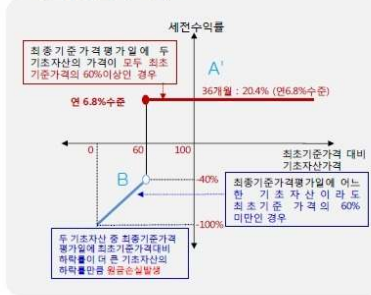 세전수익률
최종기준가격평가일에 두
기초자산의 가격이 모두 최초
기준가격의 60%이상인 경우
A'
36개월 : 20.4% (연6.8%수준)
연 6.8%수준
0
60
100
최초기준가격 대비
기초자산가격
B
-40%
최종기준가격평가일에 어느
한 기초자산이라도
최초기준 가격의 60%
미만인 경우
-100%
두 기초자산 중 최종기준가격
평가일에 최초기준가격대비
하락률이 더 큰 기초자산의
하락률만큼 원금손실발생